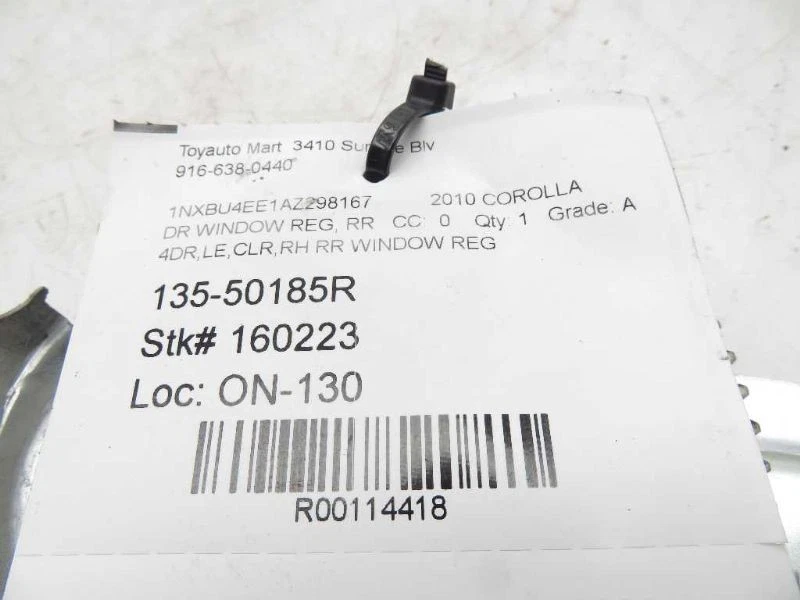 Toyauto Mart 3410 Blv
916-638-0440
1NXBU4EE1AZ298167 2010 COROLLA
DR WINDOW REG, RR CC: 0 Qty: 1 Grade: A
4DR,LE,CLR,RH RR WINDOW REG
135-50185R
Stk# 160223
Loc: ON-130
R00114418